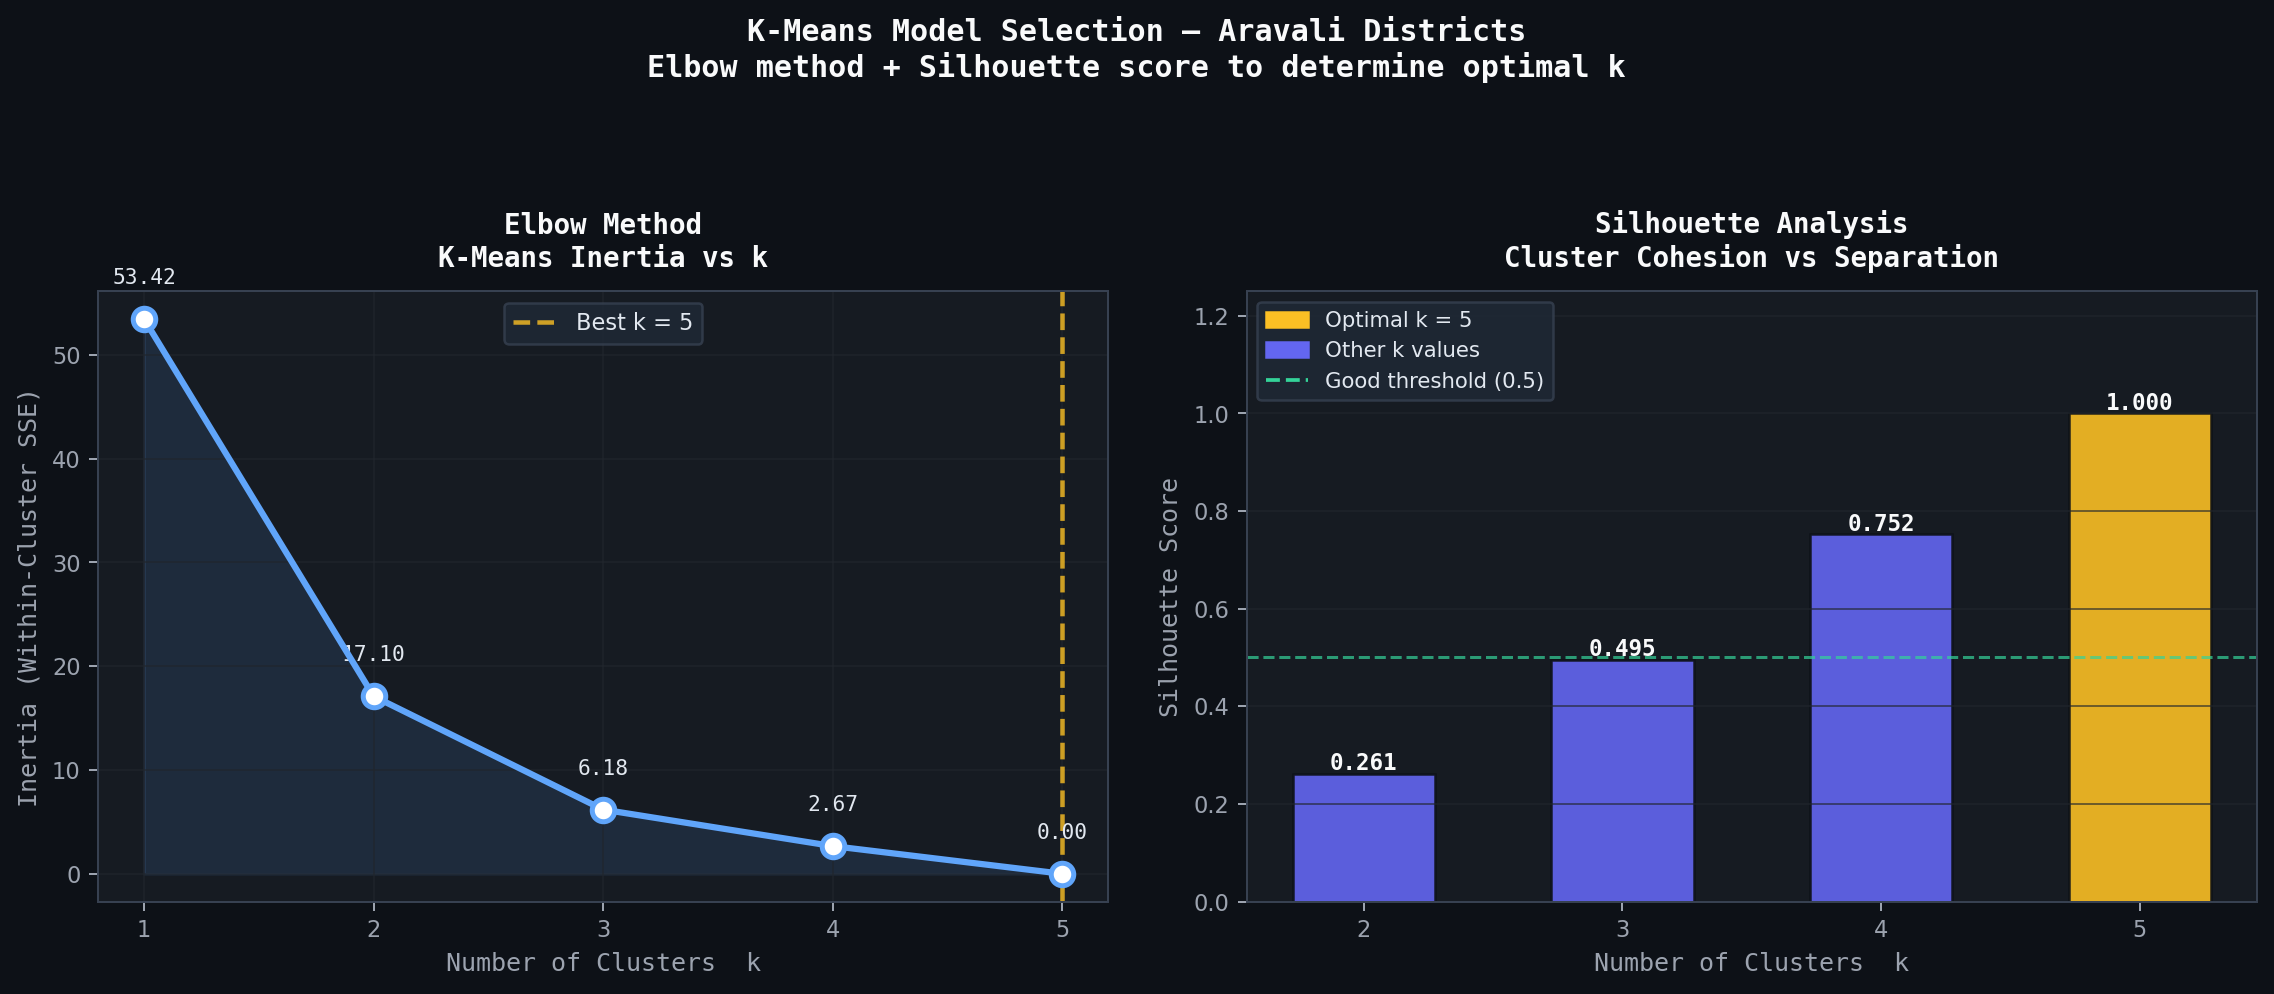 K-Means Model Selection — Aravali Districts
Elbow method + Silhouette score to determine optimal k
Elbow Method
K-Means Inertia vs k
53.42
17.10
6.18
2.67
0.00
Best k = 5
50
40
30
20
10
0
Inertia (Within-Cluster SSE)
1
2
3
4
5
Number of Clusters k
Silhouette Analysis
Cluster Cohesion vs Separation
Optimal k = 5
Other k values
Good threshold (0.5)
1.2
1.0
0.8
0.6
0.4
0.2
0.0
Silhouette Score
0.261
0.495
0.752
1.000
2
3
4
5
Number of Clusters k